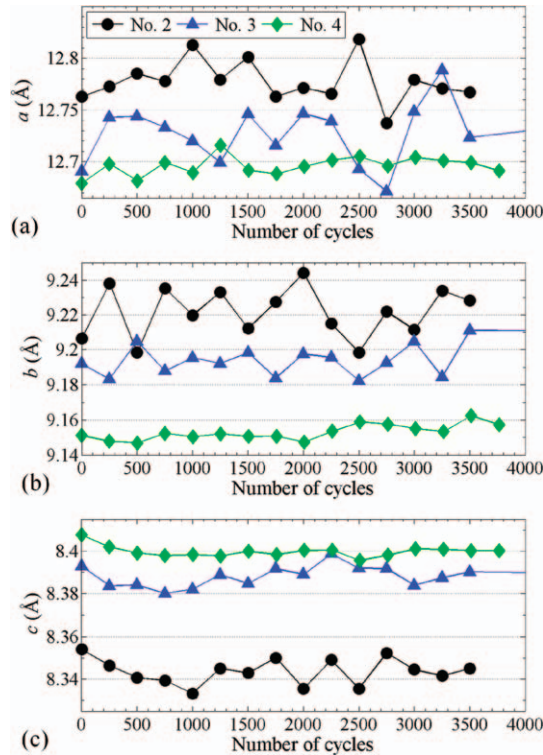 No. 2 No. 3 No. 4
12.8
12.75
12.7
a (Å)
0 500 1000 1500 2000 2500 3000 3500 4000
(a) Number of cycles
9.24
9.22
9.2
9.18
9.16
9.14
b (Å)
0 500 1000 1500 2000 2500 3000 3500 4000
(b) Number of cycles
0 500 1000 1500 2000 2500 3000 3500 4000
8.4
8.38
8.36
8.34
c (Å)
(c) Number of cycles